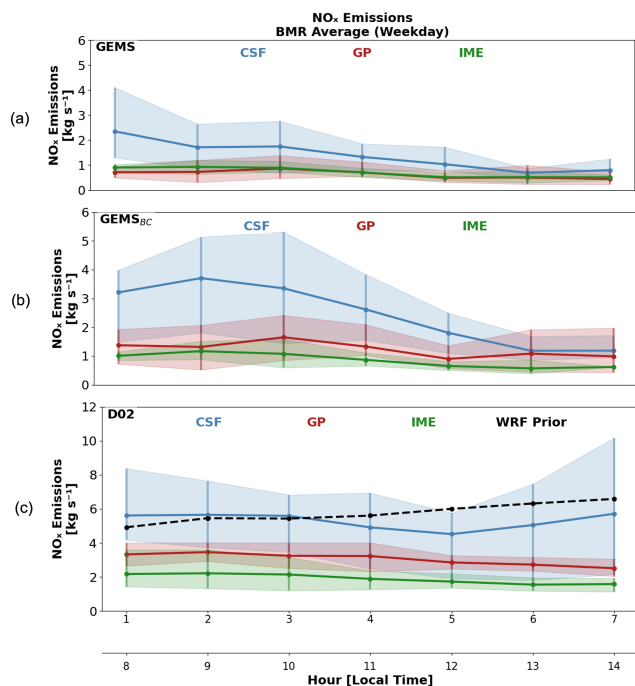 NOₓ Emissions
BMR Average (Weekday)
(a)
GEMS
CSF GP IME
NOₓ Emissions
[kg s⁻¹]
6
5
4
3
2
1
0
(b)
GEMS_BC
CSF GP IME
NOₓ Emissions
[kg s⁻¹]
6
5
4
3
2
1
0
(c)
D02
CSF GP IME WRF Prior
NOₓ Emissions
[kg s⁻¹]
12
10
8
6
4
2
0
1 2 3 4 5 6 7
8 9 10 11 12 13 14
Hour [Local Time]